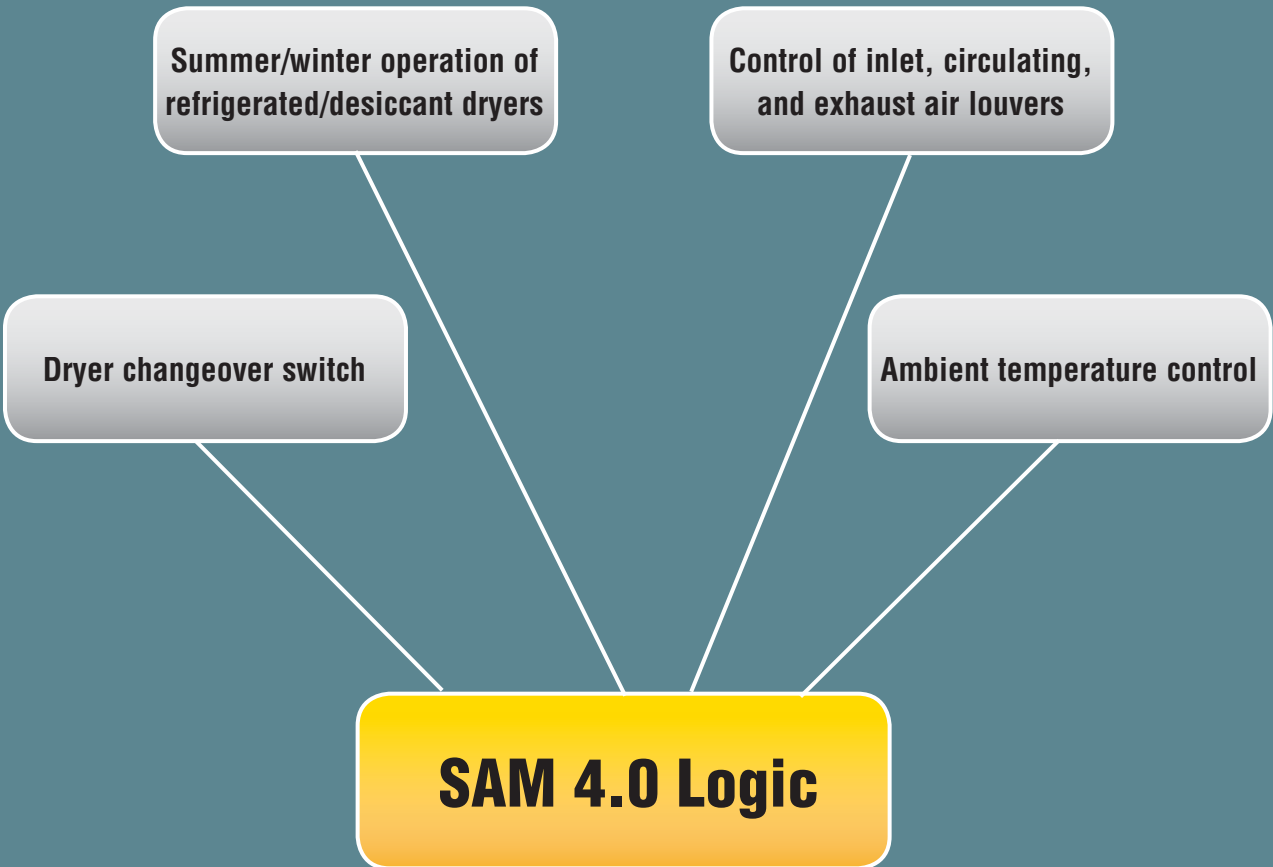 Summer/winter operation of
refrigerated/desiccant dryers
Control of inlet, circulating,
and exhaust air louvers
Dryer changeover switch
Ambient temperature control
SAM 4.0 Logic